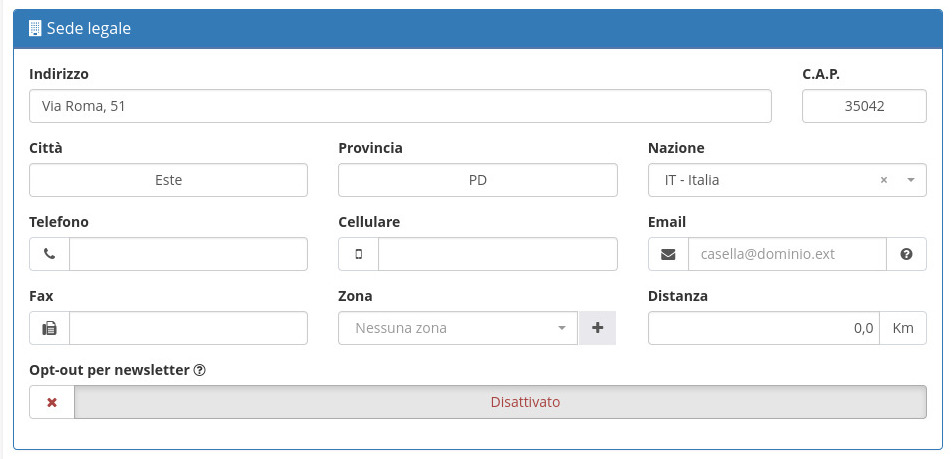 Sede legale
Indirizzo C.A.P.
Via Roma, 51 35042
Città Provincia Nazione
Este PD IT - Italia ×
Telefono Cellulare Email
casella@dominio.ext
Fax Zona Distanza
Nessuna zona 0,0 Km
Opt-out per newsletter
Disattivato